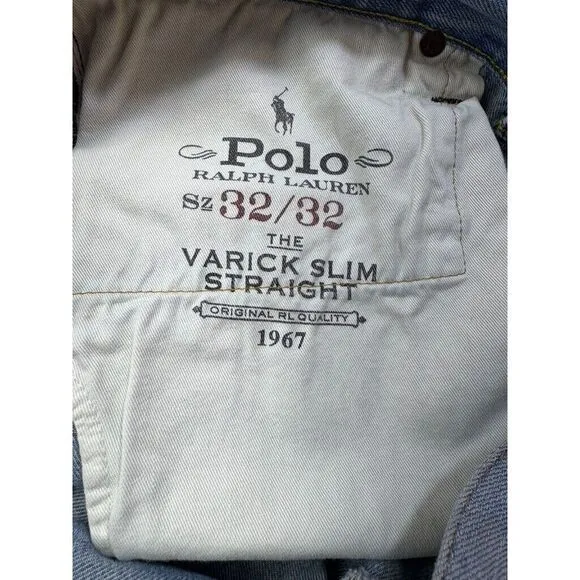 Polo
RALPH LAUREN
Sz 32/32
THE
VARICK SLIM
STRAIGHT
ORIGINAL RL QUALITY
1967